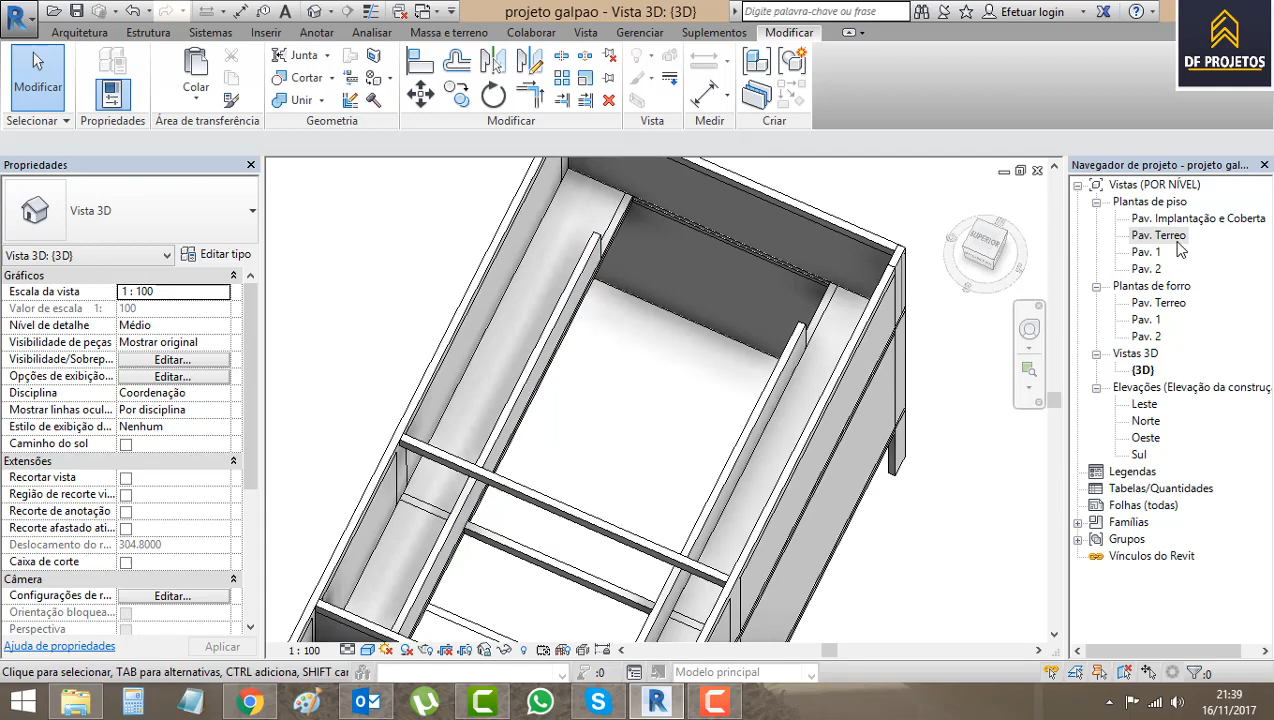 projeto galpao - Vista 3D: {3D}
Digite palavra-chave ou frase
Efetuar login
DF PROJETOS
Arquitetura Estrutura Sistemas Inserir Anotar Analisar Massa e terreno Colaborar Vista Gerenciar Suplementos Modificar
Modificar
Colar
Junta
Cortar
Unir
Selecionar Propriedades Área de transferência Geometria Modificar Vista Medir Criar
Propriedades
Vista 3D
Vista 3D: {3D}
Editar tipo
Gráficos
Escala da vista 1 : 100
Valor de escala 1: 100
Nível de detalhe Médio
Visibilidade de peças Mostrar original
Visibilidade/Sobrep... Editar...
Opções de exibição... Editar...
Disciplina Coordenação
Mostrar linhas ocul... Por disciplina
Estilo de exibição d... Nenhum
Caminho do sol
Extensões
Recortar vista
Região de recorte vi...
Recorte de anotação
Recorte afastado ati...
Deslocamento do r... 304.8000
Caixa de corte
Câmera
Configurações de r... Editar...
Orientação bloquea...
Perspectiva
Ajuda de propriedades
Aplicar
SUPERIOR
Navegador de projeto - projeto gal...
Vistas (POR NÍVEL)
Plantas de piso
Pav. Implantação e Coberta
Pav. Terreo
Pav. 1
Pav. 2
Plantas de forro
Pav. Terreo
Pav. 1
Pav. 2
Vistas 3D
{3D}
Elevações (Elevação da construç
Leste
Norte
Oeste
Sul
Legendas
Tabelas/Quantidades
Folhas (todas)
Famílias
Grupos
Vínculos do Revit
1 : 100
Clique para selecionar, TAB para alternativas, CTRL adiciona, SHIFT car
:0
Modelo principal
:0
21:39
16/11/2017